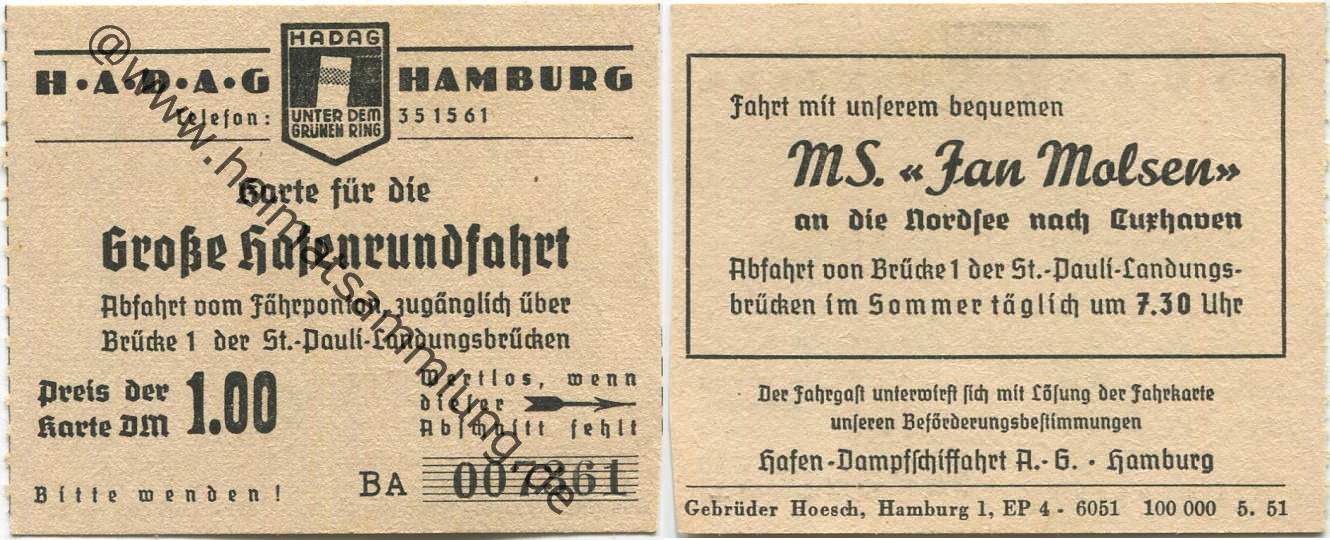 H·A·D·A·G HAMBURG
HADAG
UNTER DEM
GRÜNEN RING
Telefon: 351561
Karte für die
Große Hafenrundfahrt
Abfahrt vom Fährponton, zugänglich über
Brücke 1 der St.-Pauli-Landungsbrücken
Preis der
Karte DM 1.00
Wertlos, wenn
dieser
Abschnitt fehlt
Bitte wenden!
BA 007361
@www.heimatsammlung.de
Fahrt mit unserem bequemen
MS. «Jan Molsen»
an die Nordsee nach Cuxhaven
Abfahrt von Brücke 1 der St.-Pauli-Landungs-
brücken im Sommer täglich um 7.30 Uhr
Der Fahrgast unterwirft sich mit Lösung der Fahrkarte
unseren Beförderungsbestimmungen
Hafen-Dampfschiffahrt A.-G. · Hamburg
Gebrüder Hoesch, Hamburg 1, EP 4 - 6051 100 000 5. 51